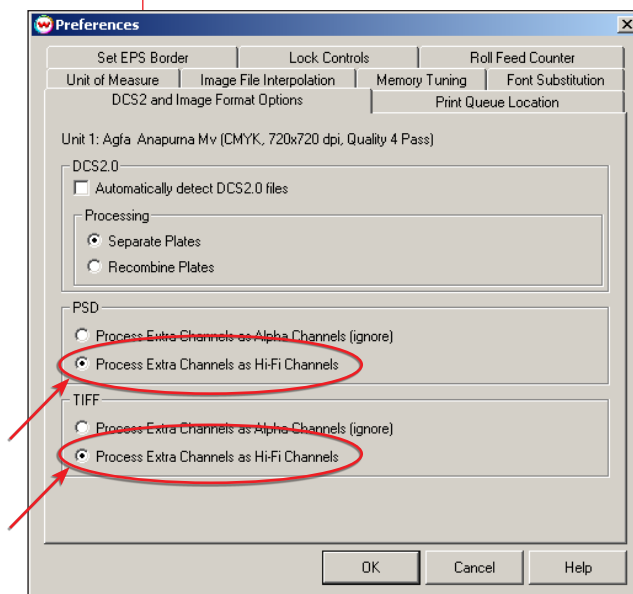 Preferences
Set EPS Border Lock Controls Roll Feed Counter
Unit of Measure Image File Interpolation Memory Tuning Font Substitution
DCS2 and Image Format Options Print Queue Location
Unit 1: Agfa Anapurna Mv (CMYK, 720x720 dpi, Quality 4 Pass)
DCS2.0
Automatically detect DCS2.0 files
Processing
Separate Plates
Recombine Plates
PSD
Process Extra Channels as Alpha Channels (ignore)
Process Extra Channels as Hi-Fi Channels
TIFF
Process Extra Channels as Alpha Channels (ignore)
Process Extra Channels as Hi-Fi Channels
OK Cancel Help